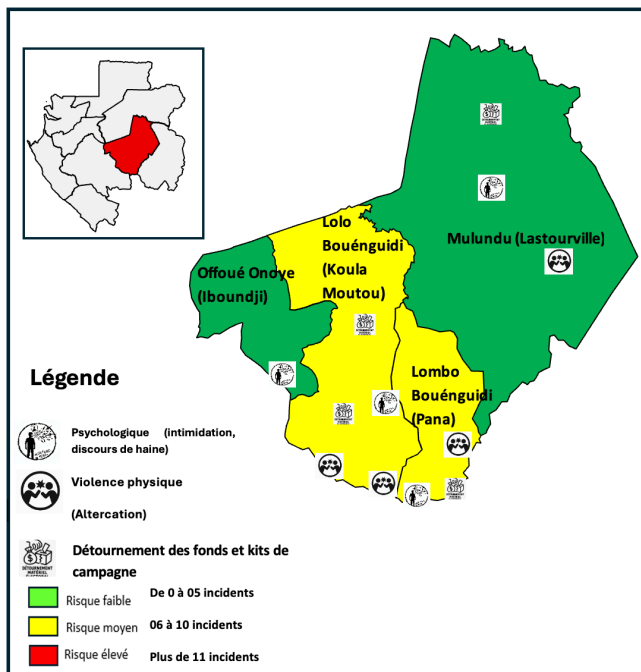 Lolo
Bouénguidi
(Koula
Moutou)
Mulundu (Lastourville)
Offoué Onoye
(Iboundji)
Lombo
Bouénguidi
(Pana)
Légende
Psychologique (intimidation,
discours de haine)
Violence physique
(Altercation)
DÉTOURNEMENT
MATÉRIEL
Détournement des fonds et kits de
campagne
Risque faible De 0 à 05 incidents
Risque moyen 06 à 10 incidents
Risque élevé Plus de 11 incidents